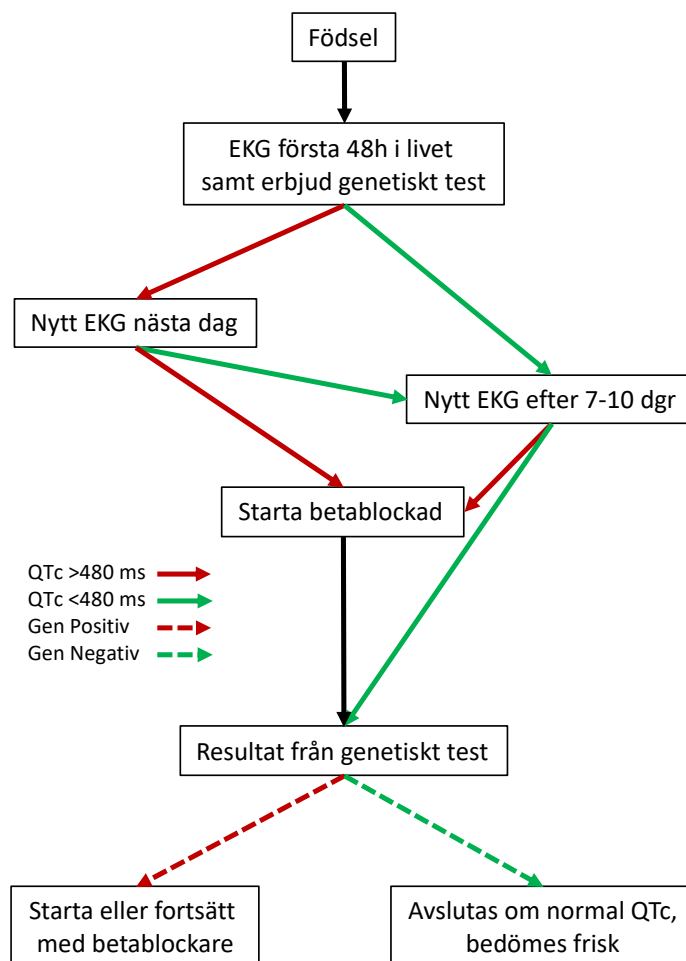 Födsel
EKG första 48h i livet
samt erbjud genetiskt test
Nytt EKG nästa dag
Nytt EKG efter 7-10 dgr
Starta betablockad
QTc >480 ms
QTc <480 ms
Gen Positiv
Gen Negativ
Resultat från genetiskt test
Starta eller fortsätt
med betablockare
Avslutas om normal QTc,
bedömes frisk